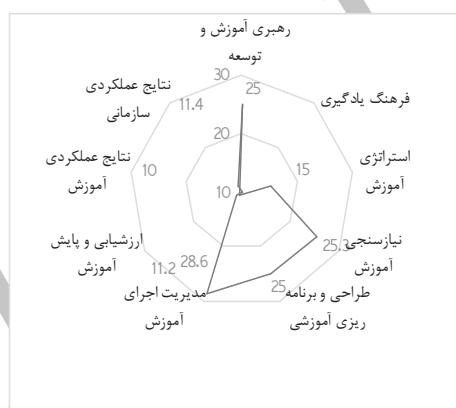 رهبری آموزش و
توسعه
30
25
نتایج عملکردی
سازمانی
11.4
فرهنگ یادگیری
20
نتایج عملکردی
آموزش
10
15
استراتژی
آموزش
10
ارزشیابی و پایش
آموزش
11.2
28.6
نیازسنجی
آموزش
25.3
مدیریت اجرای
آموزش
25
طراحی و برنامه
ریزی آموزشی